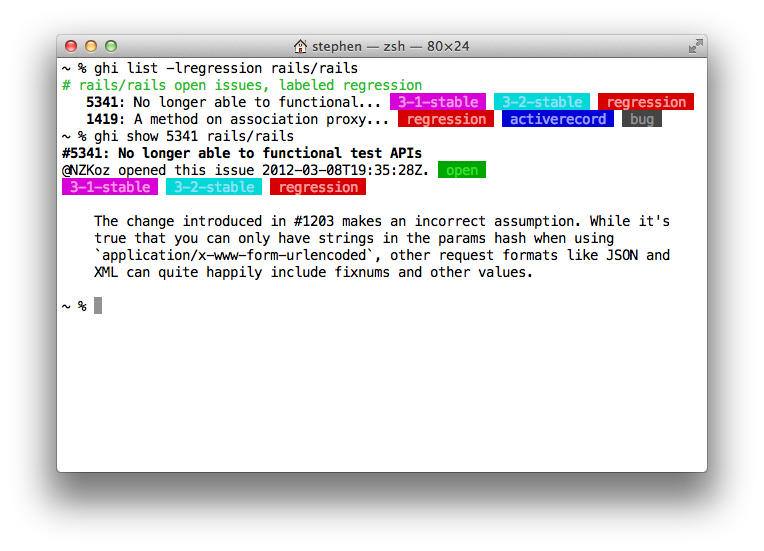 stephen — zsh — 80×24
~ % ghi list -lregression rails/rails
# rails/rails open issues, labeled regression
5341: No longer able to functional... 3-1-stable 3-2-stable regression
1419: A method on association proxy... regression activerecord bug
~ % ghi show 5341 rails/rails
#5341: No longer able to functional test APIs
@NZKoz opened this issue 2012-03-08T19:35:28Z. open
3-1-stable 3-2-stable regression
The change introduced in #1203 makes an incorrect assumption. While it's
true that you can only have strings in the params hash when using
`application/x-www-form-urlencoded`, other request formats like JSON and
XML can quite happily include fixnums and other values.
~ %